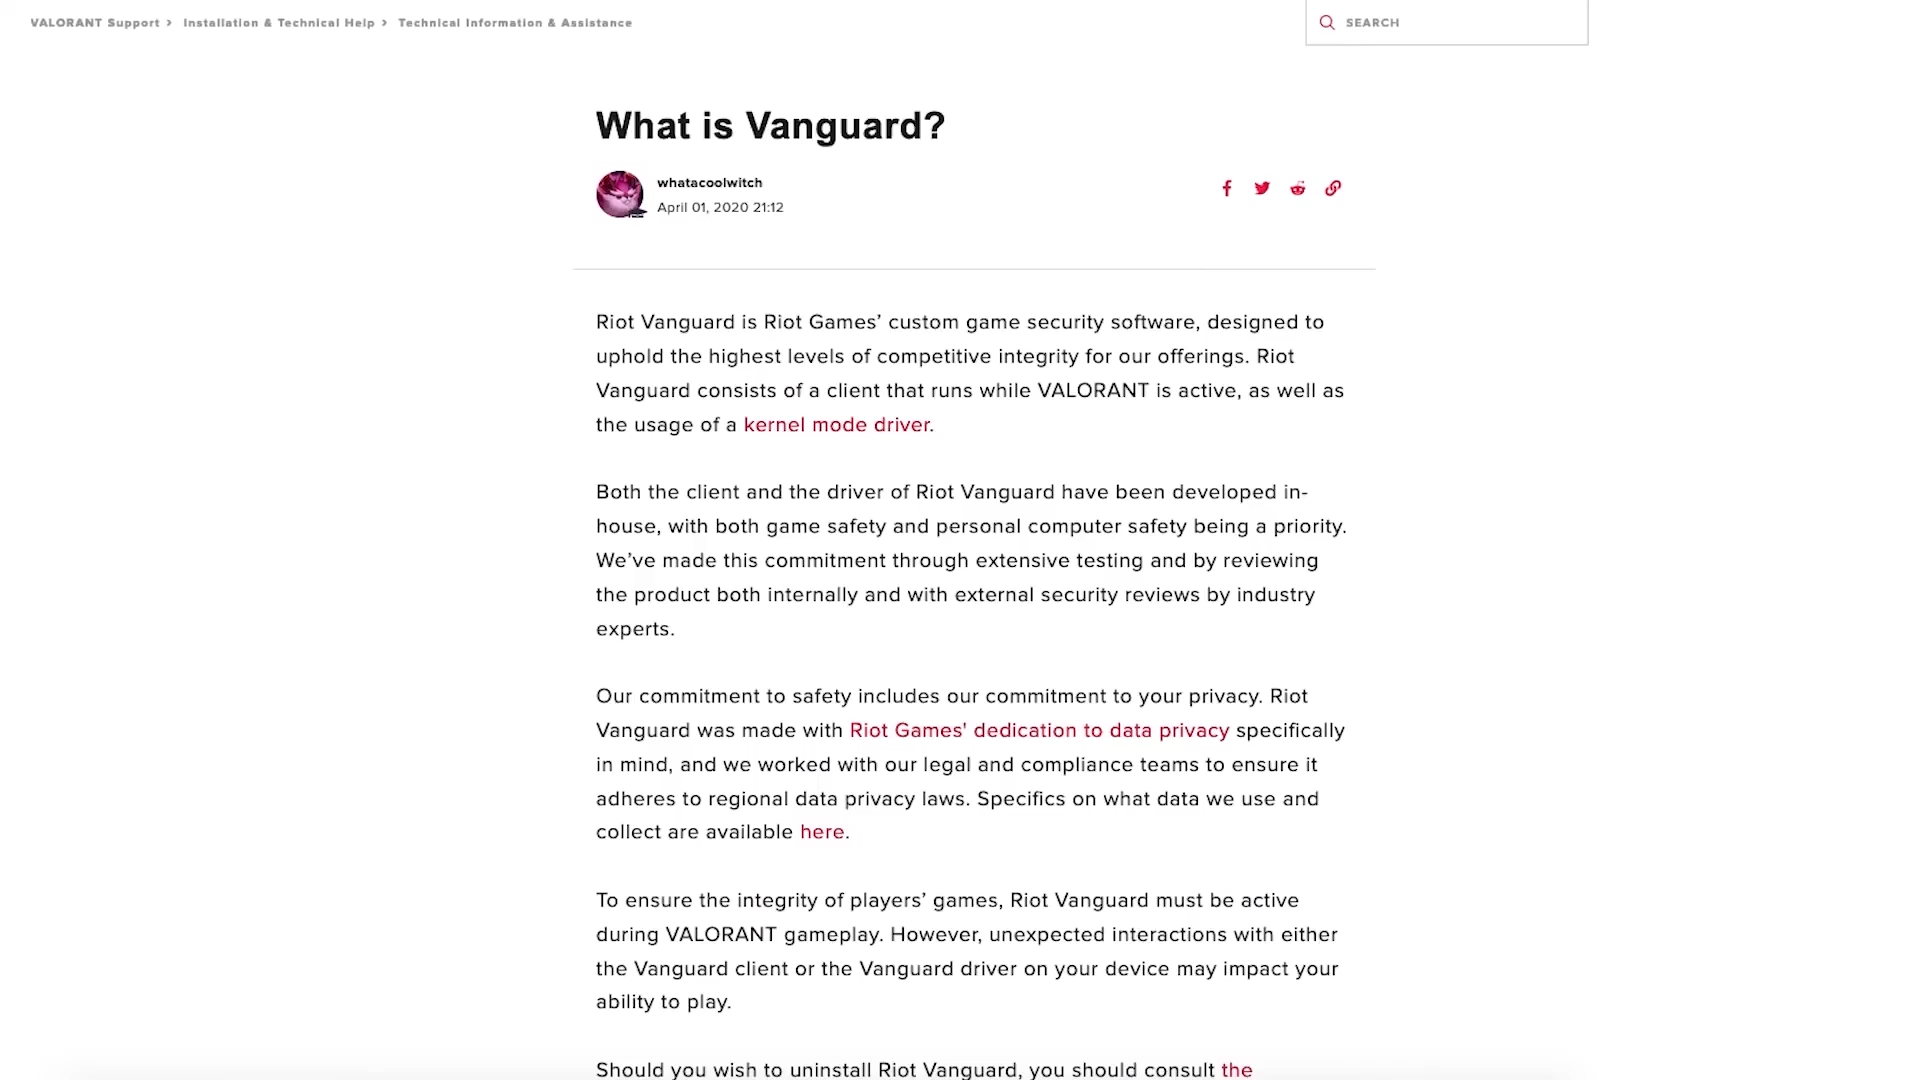 VALORANT Support > Installation & Technical Help > Technical Information & Assistance
SEARCH
What is Vanguard?
whatacoolwitch
April 01, 2020 21:12
Riot Vanguard is Riot Games’ custom game security software, designed to
uphold the highest levels of competitive integrity for our offerings. Riot
Vanguard consists of a client that runs while VALORANT is active, as well as
the usage of a kernel mode driver.
Both the client and the driver of Riot Vanguard have been developed in-
house, with both game safety and personal computer safety being a priority.
We’ve made this commitment through extensive testing and by reviewing
the product both internally and with external security reviews by industry
experts.
Our commitment to safety includes our commitment to your privacy. Riot
Vanguard was made with Riot Games' dedication to data privacy specifically
in mind, and we worked with our legal and compliance teams to ensure it
adheres to regional data privacy laws. Specifics on what data we use and
collect are available here.
To ensure the integrity of players’ games, Riot Vanguard must be active
during VALORANT gameplay. However, unexpected interactions with either
the Vanguard client or the Vanguard driver on your device may impact your
ability to play.
Should you wish to uninstall Riot Vanguard, you should consult the